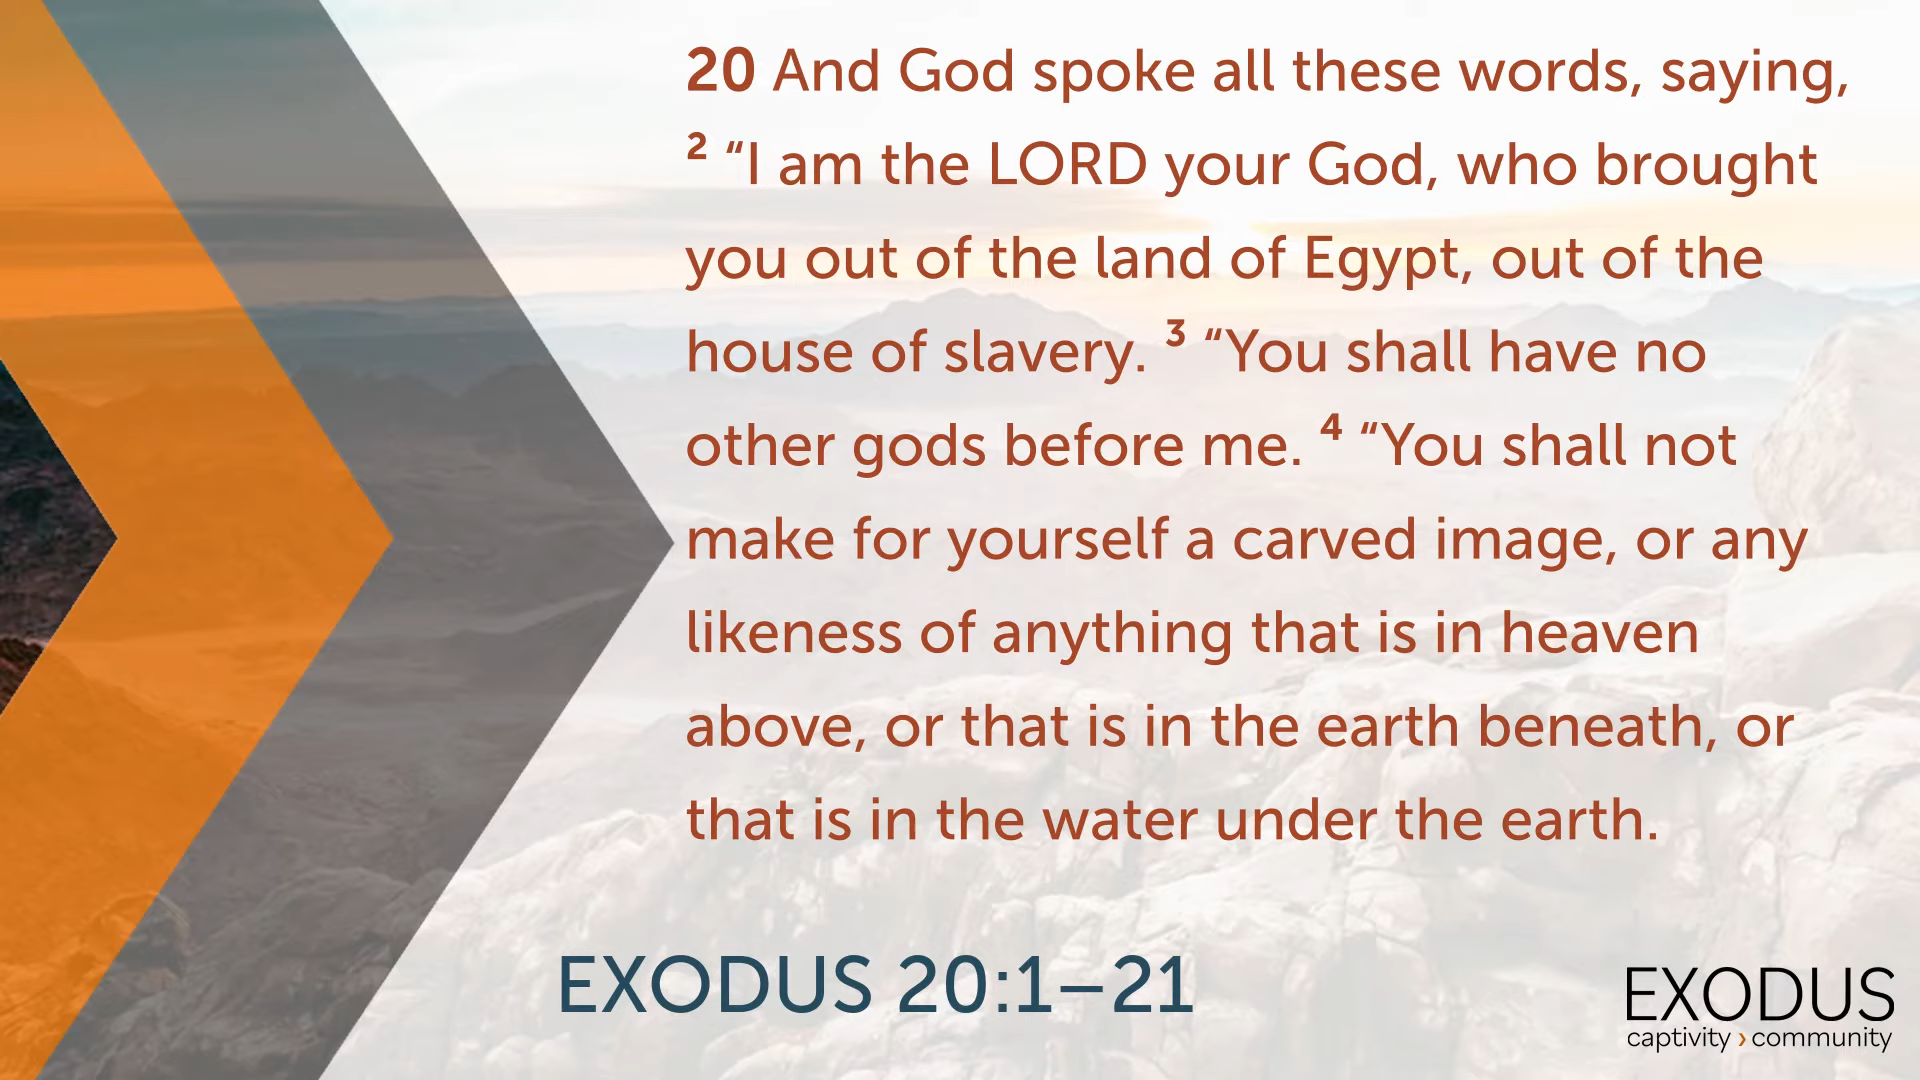 20 And God spoke all these words, saying,
2 “I am the LORD your God, who brought
you out of the land of Egypt, out of the
house of slavery. 3 “You shall have no
other gods before me. 4 “You shall not
make for yourself a carved image, or any
likeness of anything that is in heaven
above, or that is in the earth beneath, or
that is in the water under the earth.
EXODUS 20:1–21
EXODUS
captivity › community